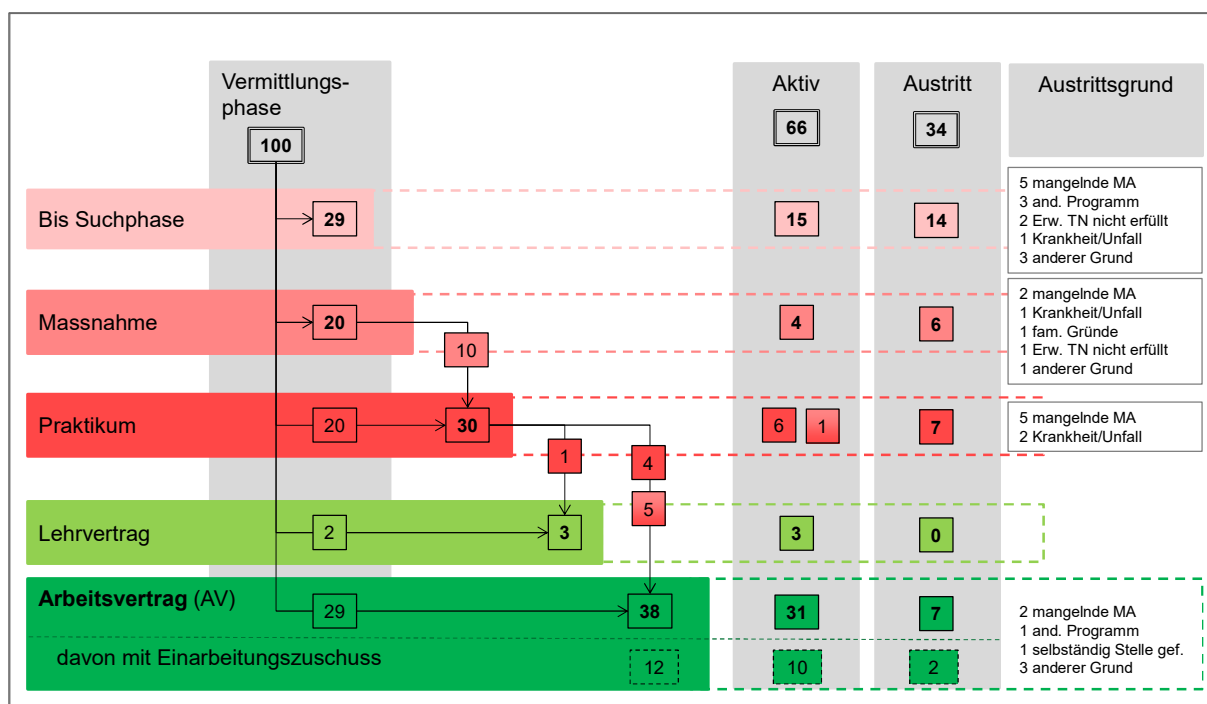 Vermittlungs-
phase
100
Aktiv
66
Austritt
34
Austrittsgrund
Bis Suchphase
29
15
14
5 mangelnde MA
3 and. Programm
2 Erw. TN nicht erfüllt
1 Krankheit/Unfall
3 anderer Grund
Massnahme
20
10
4
6
2 mangelnde MA
1 Krankheit/Unfall
1 fam. Gründe
1 Erw. TN nicht erfüllt
1 anderer Grund
Praktikum
20
30
1
4
5
6
1
7
5 mangelnde MA
2 Krankheit/Unfall
Lehrvertrag
2
3
3
0
Arbeitsvertrag (AV)
29
38
31
7
davon mit Einarbeitungszuschuss
12
10
2
2 mangelnde MA
1 and. Programm
1 selbständig Stelle gef.
3 anderer Grund